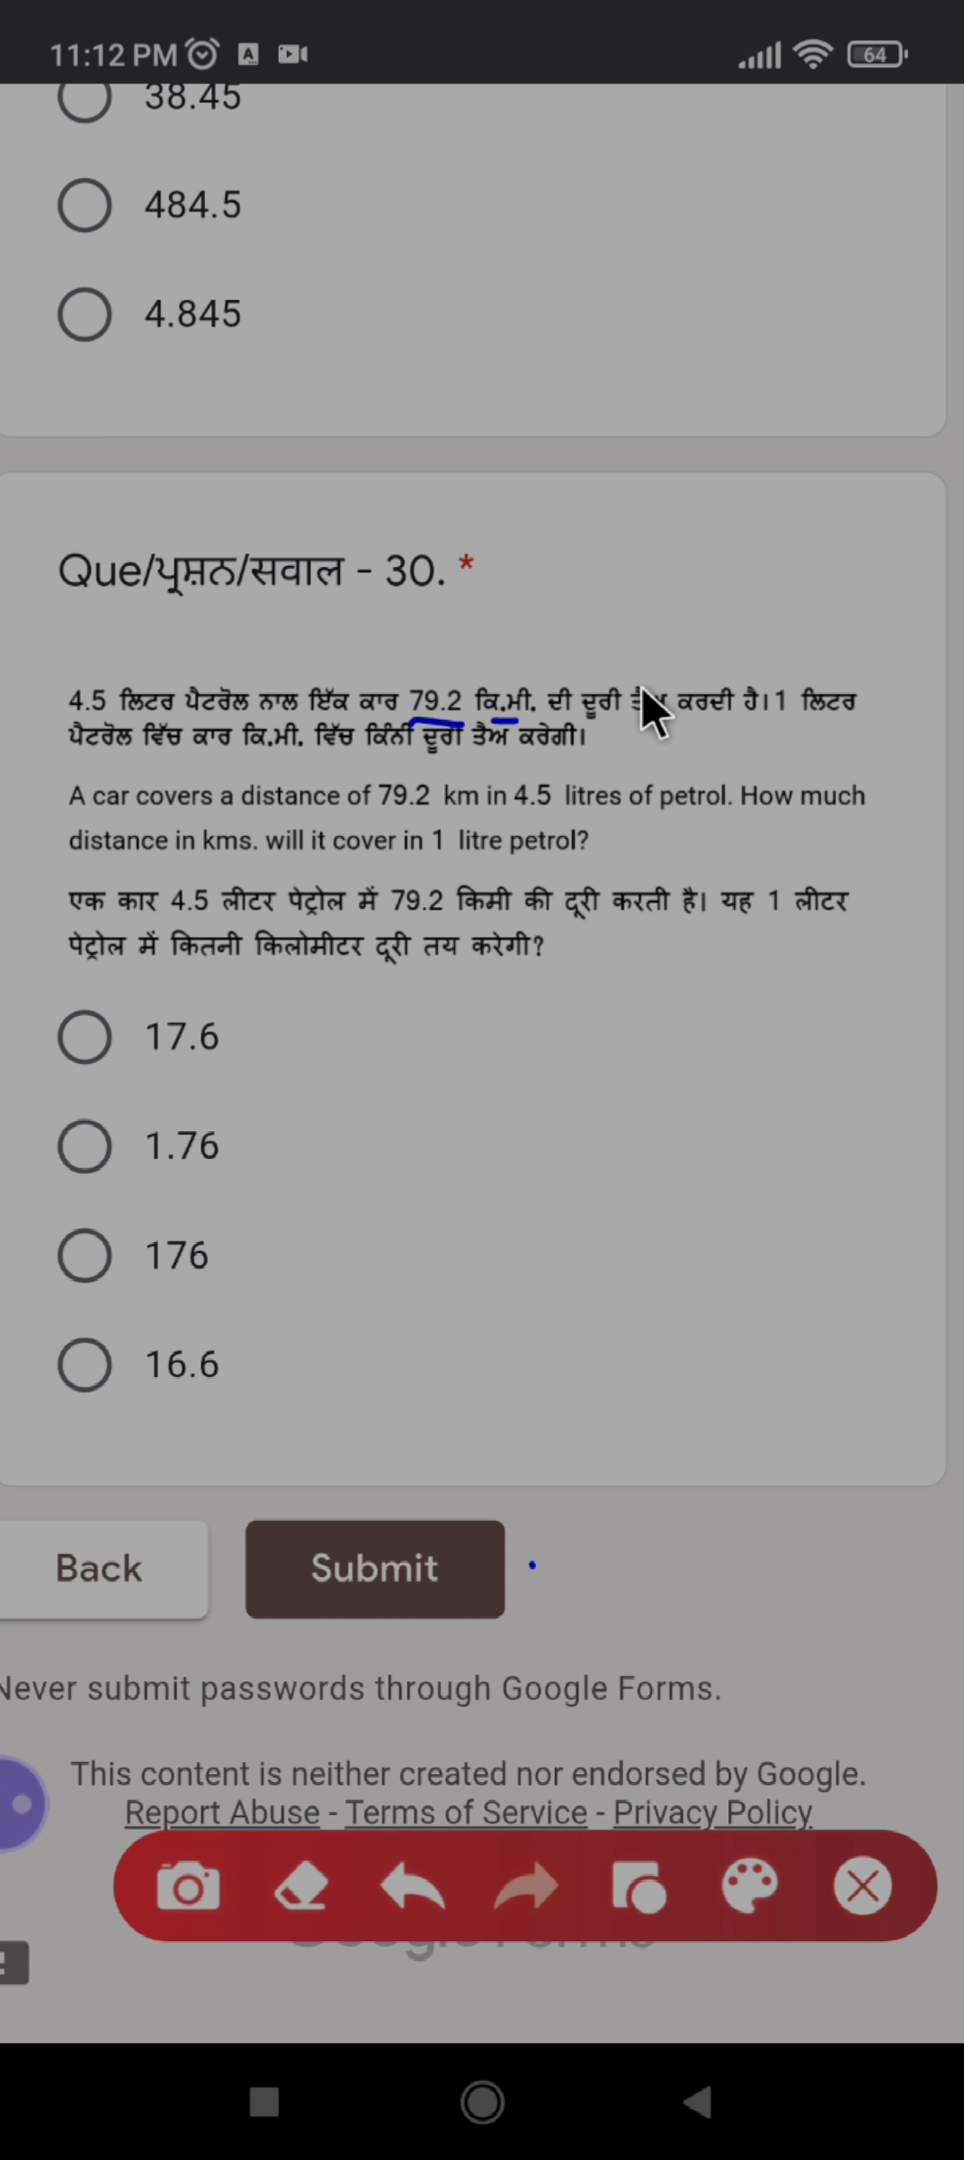 11:12 PM
64
38.45
484.5
4.845
Que/ਪ੍ਰਸ਼ਨ/सवाल - 30. *
4.5 ਲਿਟਰ ਪੈਟਰੋਲ ਨਾਲ ਇੱਕ ਕਾਰ 79.2 ਕਿ.ਮੀ. ਦੀ ਦੂਰੀ ਕਰਦੀ ਹੈ। 1 ਲਿਟਰ
ਪੈਟਰੋਲ ਵਿੱਚ ਕਾਰ ਕਿ.ਮੀ. ਵਿੱਚ ਕਿੰਨੀ ਦੂਰੀ ਤੈਅ ਕਰੇਗੀ।
A car covers a distance of 79.2 km in 4.5 litres of petrol. How much
distance in kms. will it cover in 1 litre petrol?
एक कार 4.5 लीटर पेट्रोल में 79.2 किमी की दूरी करती है। यह 1 लीटर
पेट्रोल में कितनी किलोमीटर दूरी तय करेगी?
17.6
1.76
176
16.6
Back
Submit
Never submit passwords through Google Forms.
This content is neither created nor endorsed by Google.
Report Abuse - Terms of Service - Privacy Policy